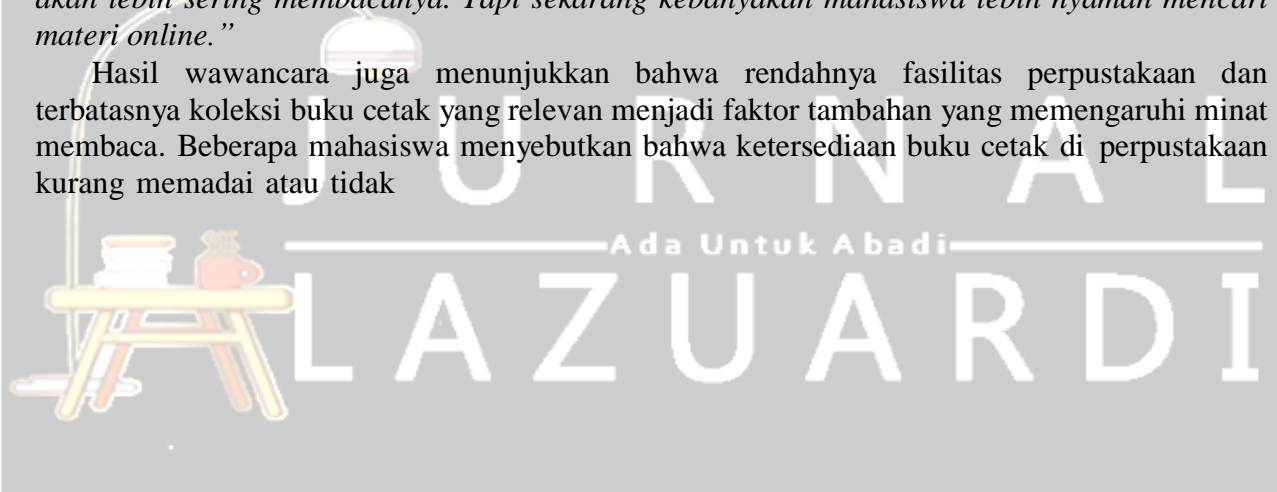 akan lebih sering membacanya. Tapi sekarang kebanyakan mahasiswa lebih nyaman mencari
materi online.”
Hasil wawancara juga menunjukkan bahwa rendahnya fasilitas perpustakaan dan
terbatasnya koleksi buku cetak yang relevan menjadi faktor tambahan yang memengaruhi minat
membaca. Beberapa mahasiswa menyebutkan bahwa ketersediaan buku cetak di perpustakaan
kurang memadai atau tidak
JURNAL
Ada Untuk Abadi
LAZUARDI